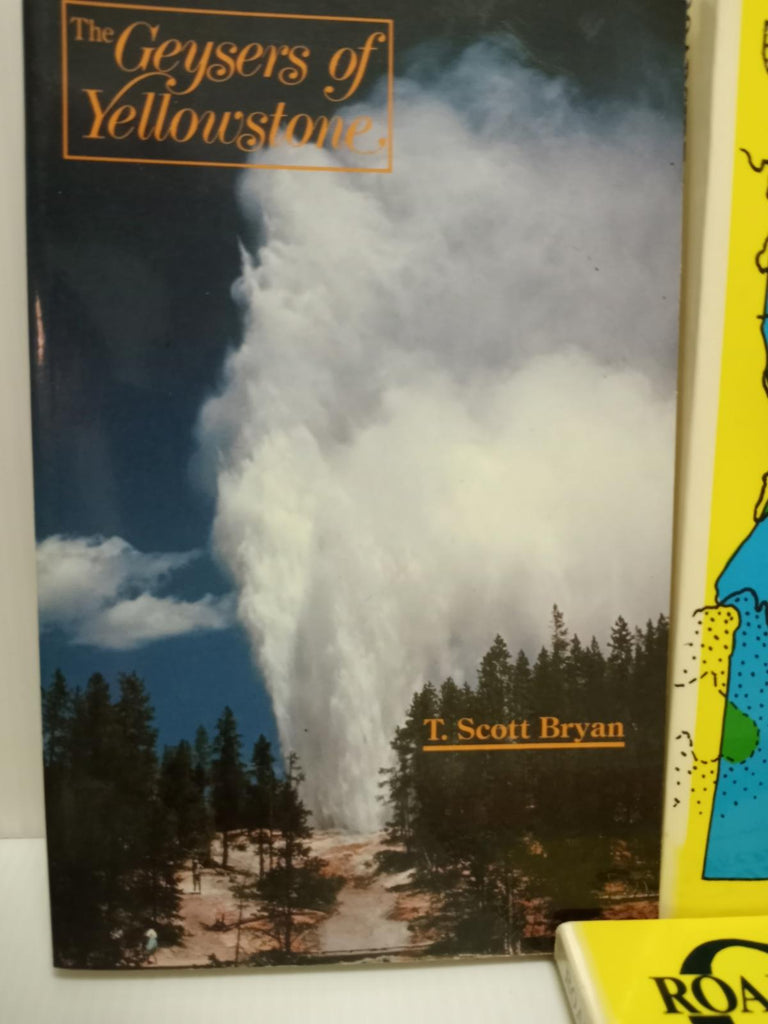 The Geysers of
Yellowstone
T. Scott Bryan
ROA